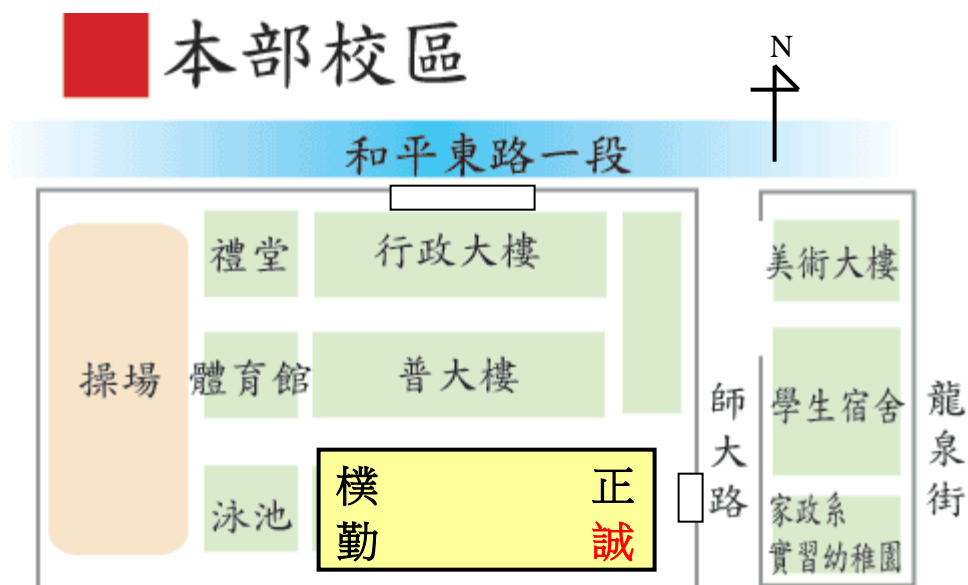 本部校區
N
和平東路一段
禮堂
行政大樓
美術大樓
操場
體育館
普大樓
師大路
學生宿舍
龍泉街
泳池
樸 正
勤 誠
家政系
實習幼稚園